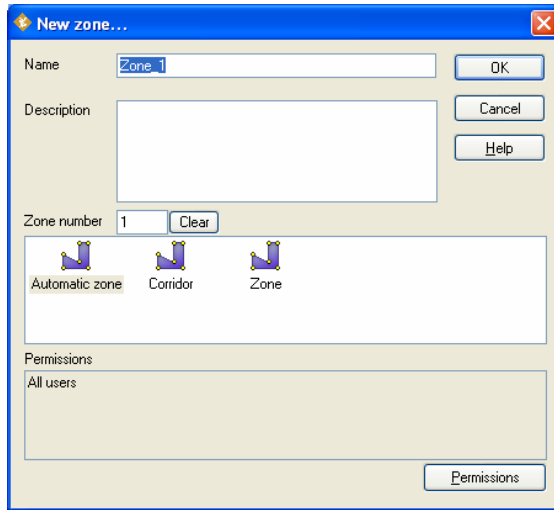 New zone...
Name Zone_1 OK
Description Cancel
Help
Zone number 1 Clear
Automatic zone Corridor Zone
Permissions
All users
Permissions